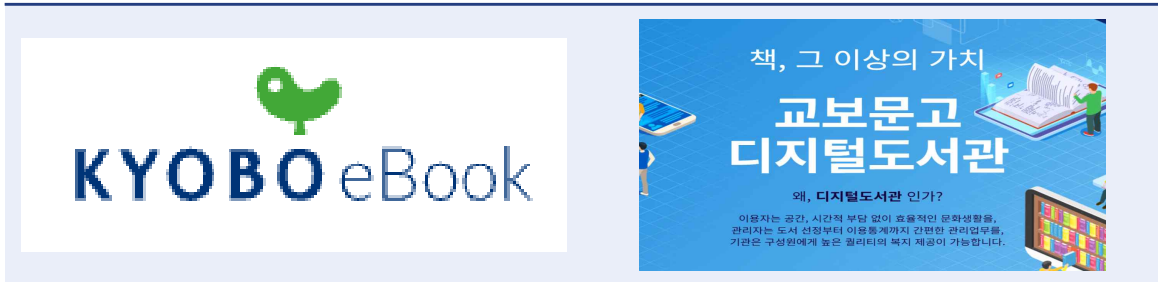 KYOBO eBook
책, 그 이상의 가치
교보문고
디지털도서관
왜, 디지털도서관 인가?
이용자는 공간, 시간적 부담 없이 효율적인 문화생활을,
관리자는 도서 선정부터 이용통계까지 간편한 관리업무를,
기관은 구성원에게 높은 퀄리티의 복지 제공이 가능합니다.